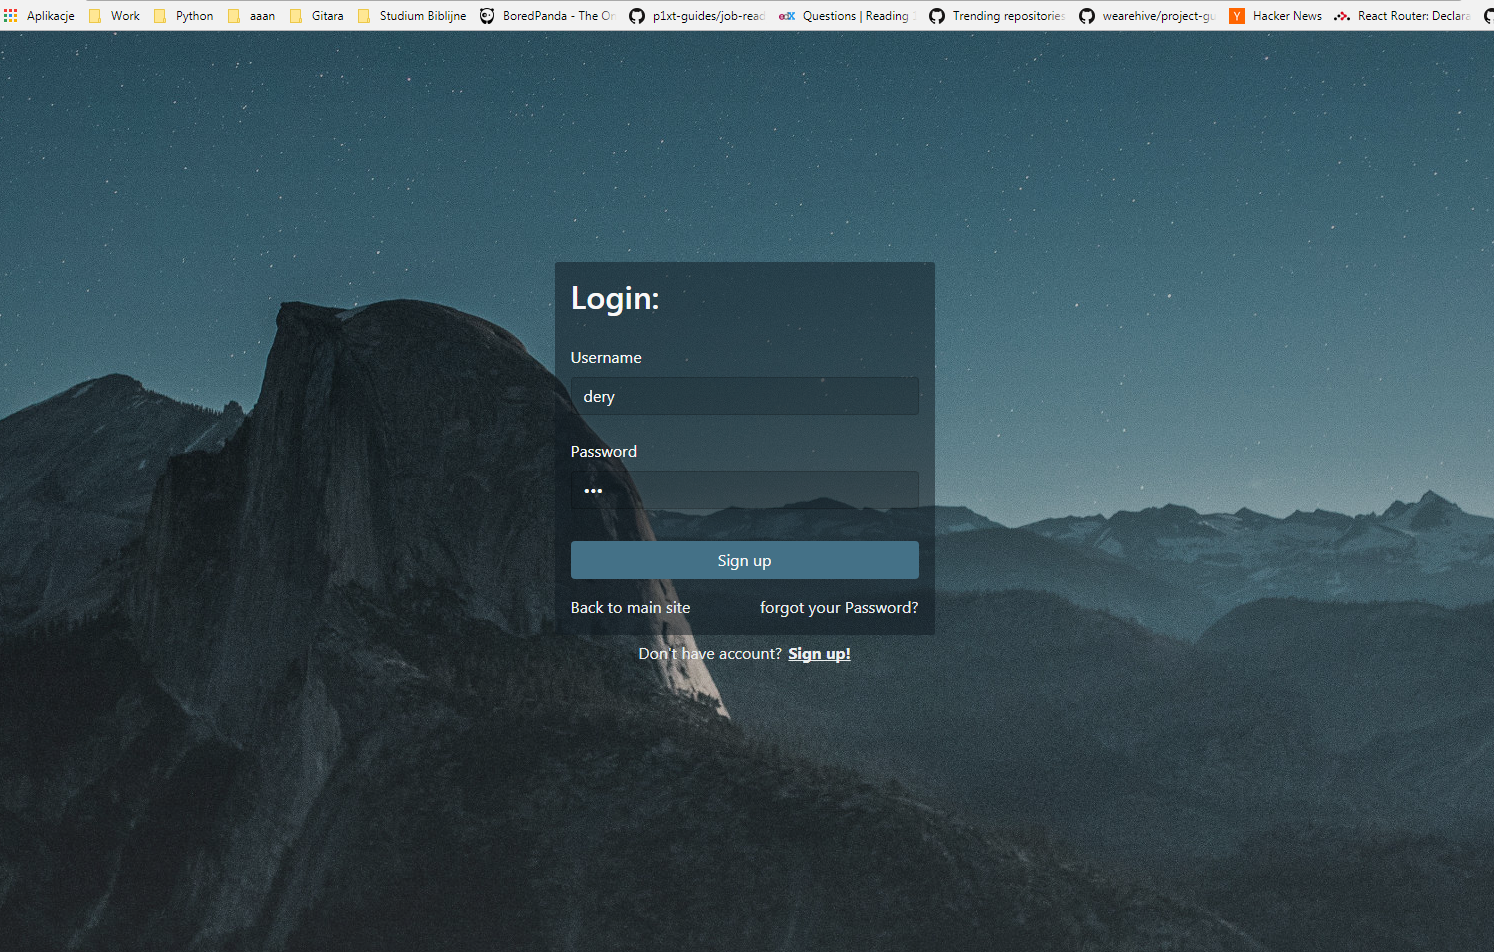 Aplikacje Work Python aaan Gitara Studium Biblijne BoredPanda - The Or p1xt-guides/job-read edX Questions | Reading Trending repositories wearehive/project-gu Y Hacker News React Router: Declara
Login:
Username
dery
Password
•••
Sign up
Back to main site forgot your Password?
Don't have account? Sign up!